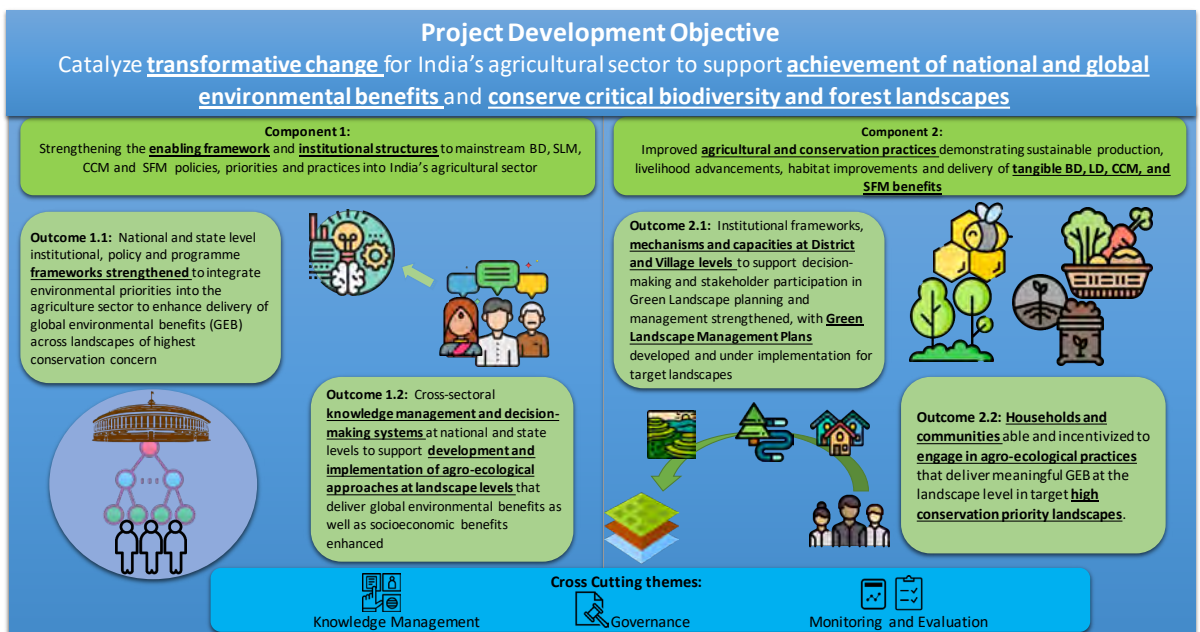 Project Development Objective
Catalyze transformative change for India's agricultural sector to support achievement of national and global
environmental benefits and conserve critical biodiversity and forest landscapes
Component 1:
Strengthening the enabling framework and institutional structures to mainstream BD, SLM,
CCM and SFM policies, priorities and practices into India's agricultural sector
Outcome 1.1: National and state level
institutional, policy and programme
frameworks strengthened to integrate
environmental priorities into the
agriculture sector to enhance delivery of
global environmental benefits (GEB)
across landscapes of highest
conservation concern
Outcome 1.2: Cross-sectoral
knowledge management and decision-
making systems at national and state
levels to support development and
implementation of agro-ecological
approaches at landscape levels that
deliver global environmental benefits as
well as socioeconomic benefits
enhanced
Component 2:
Improved agricultural and conservation practices demonstrating sustainable production,
livelihood advancements, habitat improvements and delivery of tangible BD, LD, CCM, and
SFM benefits
Outcome 2.1: Institutional frameworks,
mechanisms and capacities at District
and Village levels to support decision-
making and stakeholder participation in
Green Landscape planning and
management strengthened, with Green
Landscape Management Plans
developed and under implementation for
target landscapes
Outcome 2.2: Households and
communities able and incentivized to
engage in agro-ecological practices
that deliver meaningful GEB at the
landscape level in target high
conservation priority landscapes.
Cross Cutting themes:
Knowledge Management
Governance
Monitoring and Evaluation